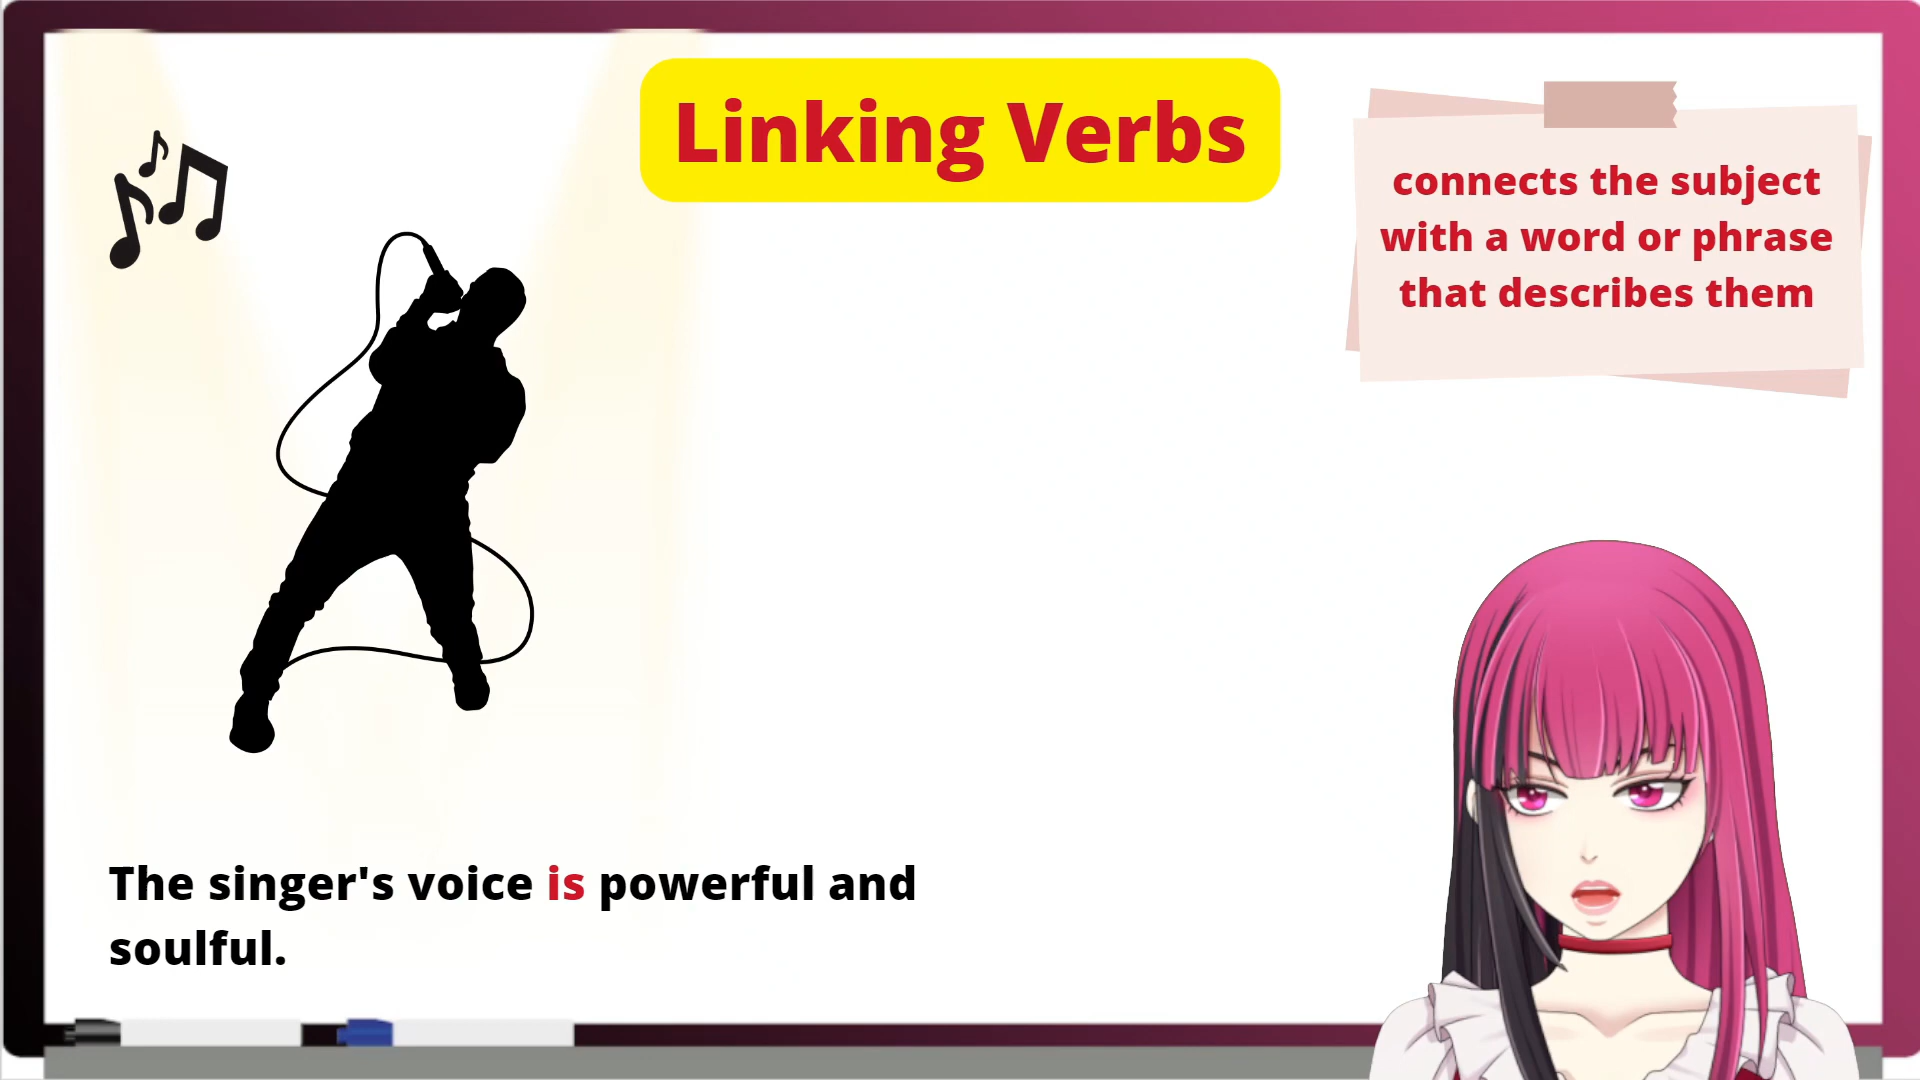 Linking Verbs
connects the subject
with a word or phrase
that describes them
The singer's voice is powerful and
soulful.